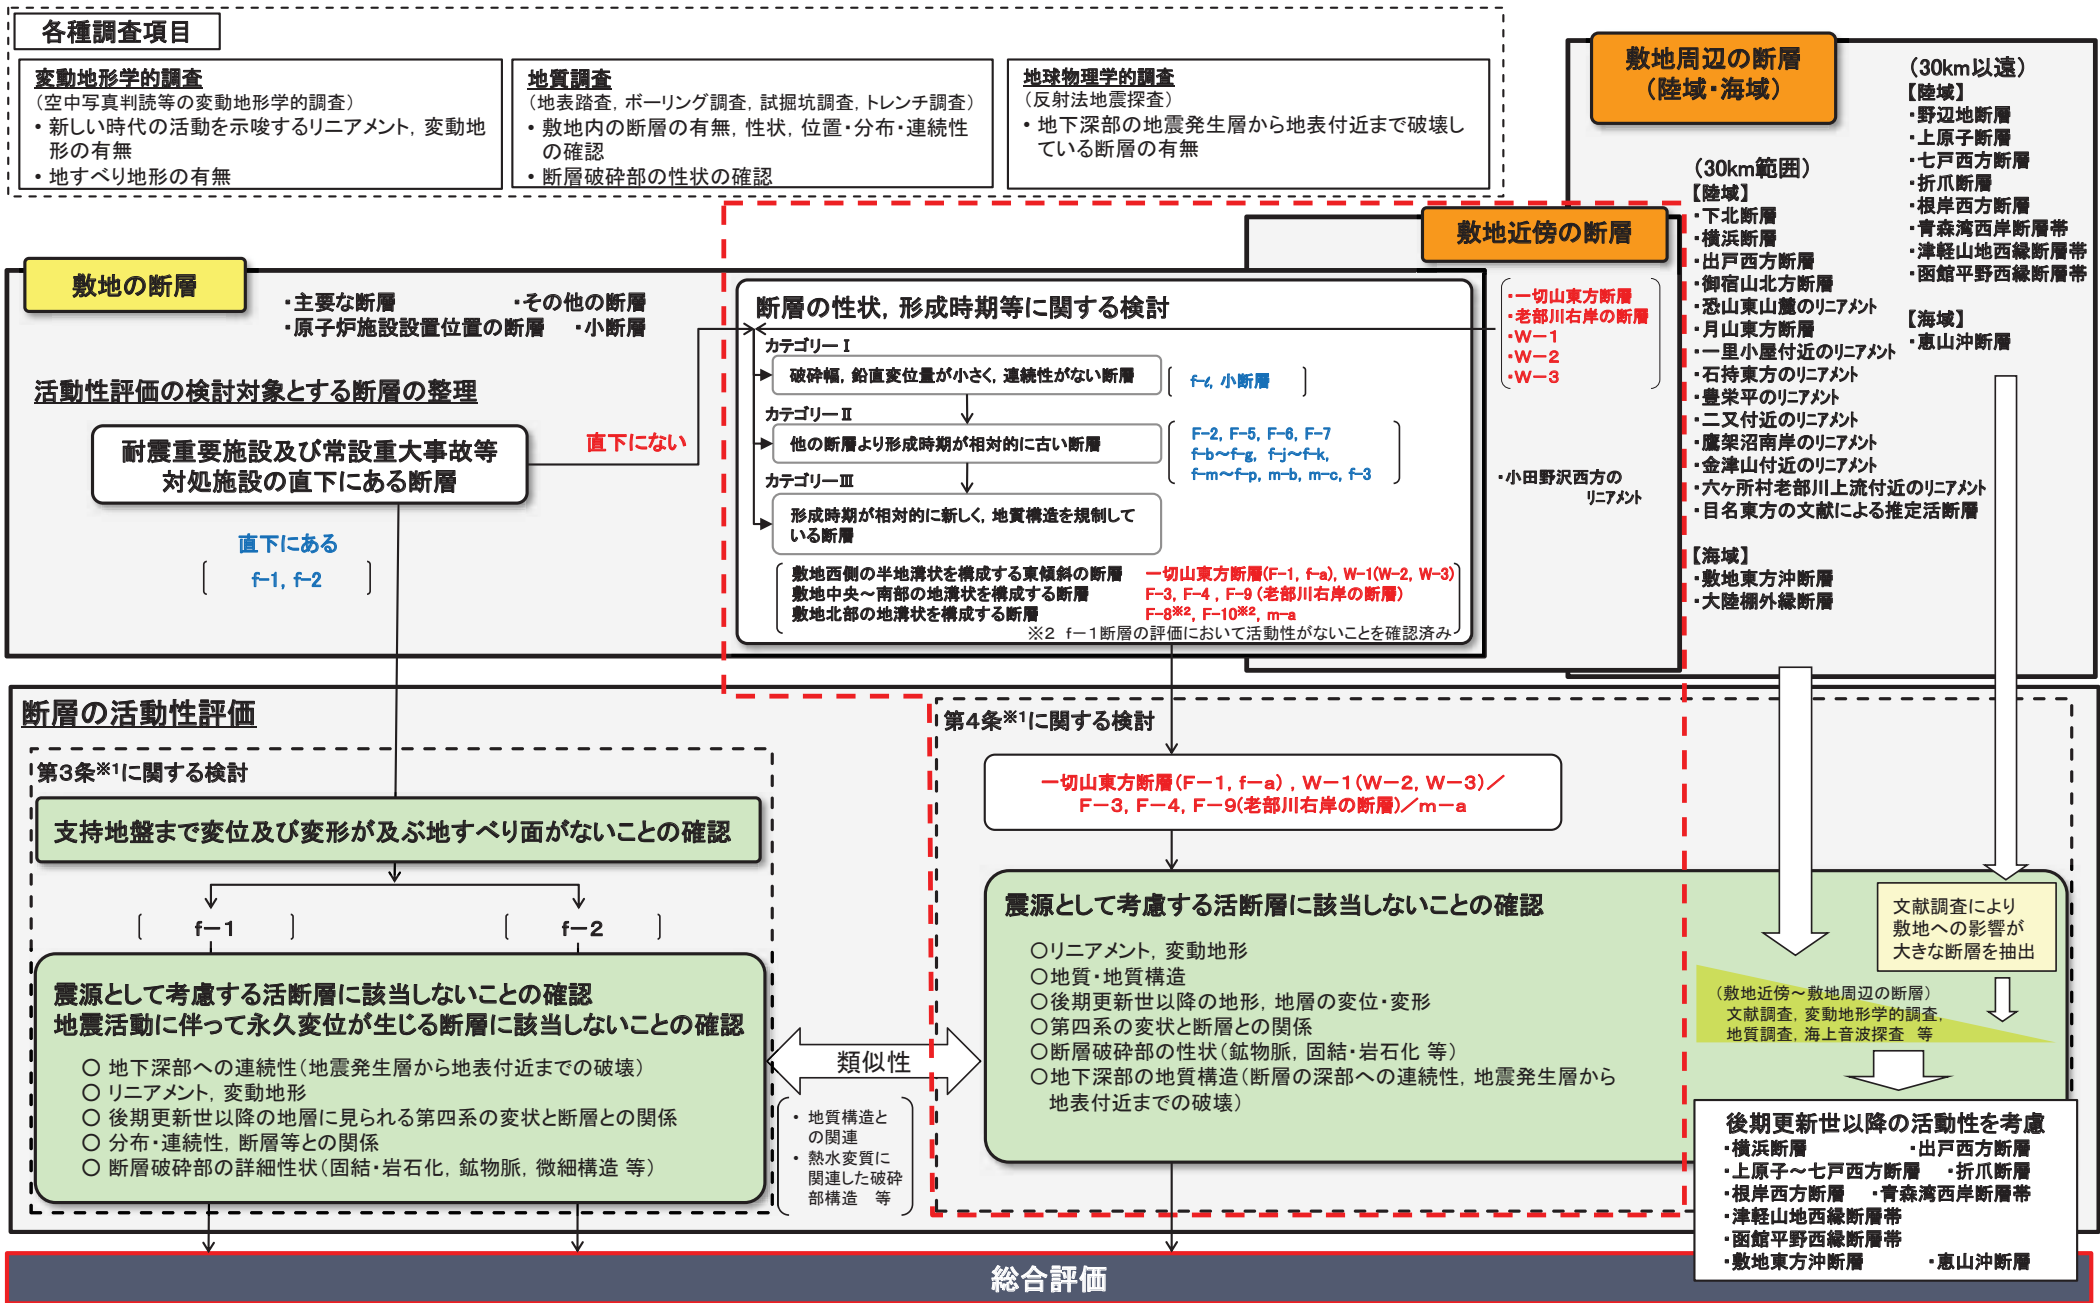 各種調査項目
変動地形学的調査
(空中写真判読等の変動地形学的調査)
・新しい時代の活動を示唆するリニアメント, 変動地
形の有無
・地すべり地形の有無
地質調査
(地表踏査, ボーリング調査, 試掘坑調査, トレンチ調査)
・敷地内の断層の有無, 性状, 位置・分布・連続性
の確認
・断層破砕部の性状の確認
地球物理学的調査
(反射法地震探査)
・地下深部の地震発生層から地表付近まで破壊し
ている断層の有無
敷地周辺の断層
(陸域・海域)
(30km以遠)
【陸域】
・野辺地断層
・上原子断層
・七戸西方断層
・折爪断層
・根岸西方断層
・青森湾西岸断層帯
・津軽山地西縁断層帯
・函館平野西縁断層帯
【海域】
・恵山沖断層
(30km範囲)
【陸域】
・下北断層
・横浜断層
・出戸西方断層
・御宿山北方断層
・恐山東山麓のリニアメント
・月山東方断層
・一里小屋付近のリニアメント
・石持東方のリニアメント
・豊栄平のリニアメント
・二又付近のリニアメント
・鷹架沼南岸のリニアメント
・金津山付近のリニアメント
・六ヶ所村老部川上流付近のリニアメント
・目名東方の文献による推定活断層
【海域】
・敷地東方沖断層
・大陸棚外縁断層
敷地近傍の断層
・一切山東方断層
・老部川右岸の断層
・W-1
・W-2
・W-3
・小田野沢西方の
リニアメント
敷地の断層
・主要な断層 ・その他の断層
・原子炉施設設置位置の断層 ・小断層
活動性評価の検討対象とする断層の整理
耐震重要施設及び常設重大事故等
対処施設の直下にある断層
直下にない
直下にある
f-1, f-2
断層の性状, 形成時期等に関する検討
カテゴリーⅠ
破砕幅, 鉛直変位量が小さく, 連続性がない断層
f-ℓ, 小断層
カテゴリーⅡ
他の断層より形成時期が相対的に古い断層
F-2, F-5, F-6, F-7
f-b～f-g, f-j～f-k,
f-m～f-p, m-b, m-c, f-3
カテゴリーⅢ
形成時期が相対的に新しく, 地質構造を規制して
いる断層
敷地西側の半地溝状を構成する東傾斜の断層 一切山東方断層(F-1, f-a), W-1(W-2, W-3)
敷地中央～南部の地溝状を構成する断層 F-3, F-4 , F-9 (老部川右岸の断層)
敷地北部の地溝状を構成する断層 F-8※2, F-10※2, m-a
※2 f-1断層の評価において活動性がないことを確認済み
断層の活動性評価
第3条※1に関する検討
支持地盤まで変位及び変形が及ぶ地すべり面がないことの確認
f-1
f-2
震源として考慮する活断層に該当しないことの確認
地震活動に伴って永久変位が生じる断層に該当しないことの確認
○ 地下深部への連続性(地震発生層から地表付近までの破壊)
○ リニアメント, 変動地形
○ 後期更新世以降の地層に見られる第四系の変状と断層との関係
○ 分布・連続性, 断層等との関係
○ 断層破砕部の詳細性状(固結・岩石化, 鉱物脈, 微細構造 等)
類似性
・地質構造と
の関連
・熱水変質に
関連した破砕
部構造 等
第4条※1に関する検討
一切山東方断層(F-1, f-a) , W-1(W-2, W-3)／
F-3, F-4, F-9(老部川右岸の断層)／m-a
震源として考慮する活断層に該当しないことの確認
○リニアメント, 変動地形
○地質・地質構造
○後期更新世以降の地形, 地層の変位・変形
○第四系の変状と断層との関係
○断層破砕部の性状(鉱物脈, 固結・岩石化 等)
○地下深部の地質構造(断層の深部への連続性, 地震発生層から
地表付近までの破壊)
文献調査により
敷地への影響が
大きな断層を抽出
(敷地近傍～敷地周辺の断層)
文献調査, 変動地形学的調査,
地質調査, 海上音波探査 等
後期更新世以降の活動性を考慮
・横浜断層 ・出戸西方断層
・上原子～七戸西方断層 ・折爪断層
・根岸西方断層 ・青森湾西岸断層帯
・津軽山地西縁断層帯
・函館平野西縁断層帯
・敷地東方沖断層 ・恵山沖断層
総合評価